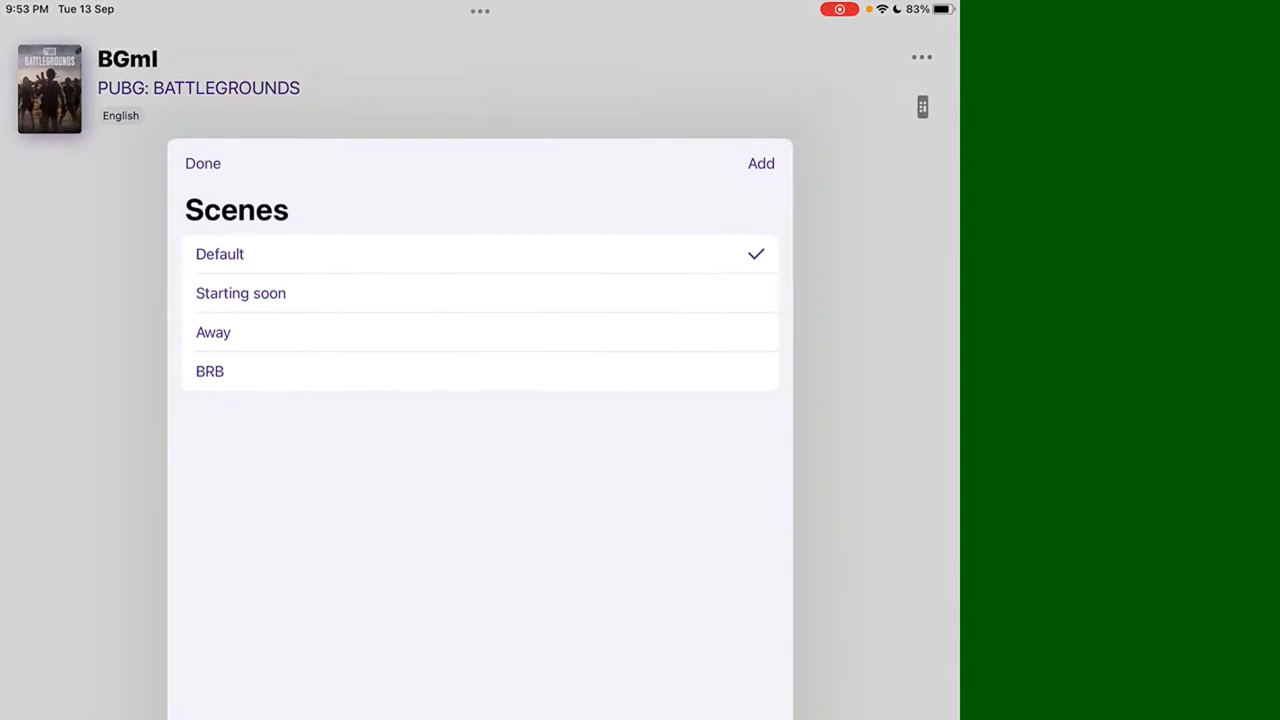 9:53 PM Tue 13 Sep
83%
BATTLEGROUNDS
BGmI
PUBG: BATTLEGROUNDS
English
Done
Add
Scenes
Default
Starting soon
Away
BRB